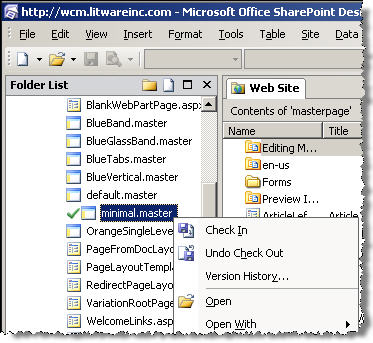 http://wcm.litwareinc.com - Microsoft Office SharePoint Des
File Edit View Insert Format Tools Table Site Data
Folder List
BlankWebPartPage.aspx
BlueBand.master
BlueGlassBand.master
BlueTabs.master
BlueVertical.master
default.master
minimal.master
OrangeSingleLeve
PageFromDocLay
PageLayoutTempl
RedirectPageLayo
VariationRootPag
WelcomeLinks.asp
Web Site
Contents of 'masterpage'
Name Title
Editing M...
en-us
Forms
Preview I...
ArticleLef Article
Check In
Undo Check Out
Version History...
Open
Open With